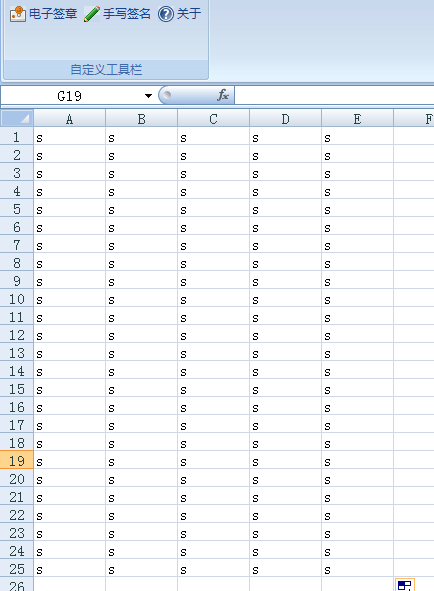 电子签章 手写签名 关于
自定义工具栏
G19 fx
A B C D E F
1 s s s s s
2 s s s s s
3 s s s s s
4 s s s s s
5 s s s s s
6 s s s s s
7 s s s s s
8 s s s s s
9 s s s s s
10 s s s s s
11 s s s s s
12 s s s s s
13 s s s s s
14 s s s s s
15 s s s s s
16 s s s s s
17 s s s s s
18 s s s s s
19 s s s s s
20 s s s s s
21 s s s s s
22 s s s s s
23 s s s s s
24 s s s s s
25 s s s s s
26